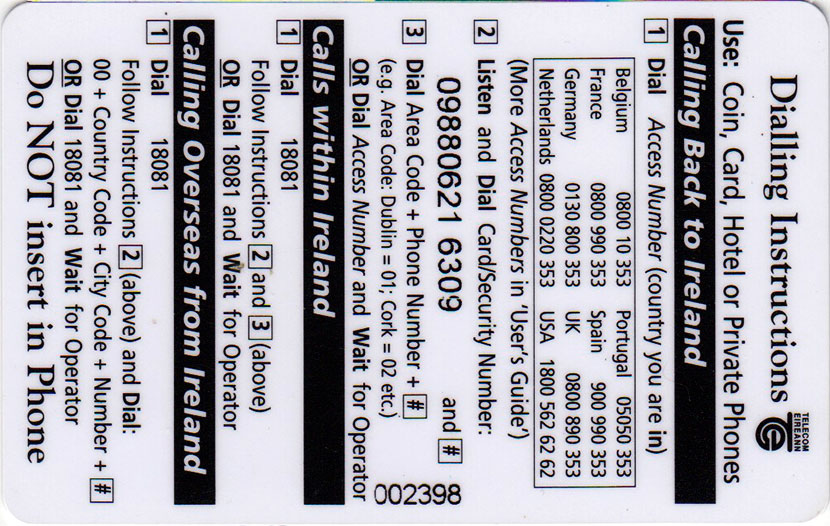 Dialling Instructions
TELECOM
EIREANN
Use: Coin, Card, Hotel or Private Phones
Calling Back to Ireland
1 Dial Access Number (country you are in)
Belgium 0800 10 353 Portugal 05050 353
France 0800 990 353 Spain 900 990 353
Germany 0130 800 353 UK 0800 890 353
Netherlands 0800 0220 353 USA 1800 562 62 62
(More Access Numbers in 'User's Guide')
2 Listen and Dial Card/Security Number:
09880621 6309 and #
3 Dial Area Code + Phone Number + #
(e.g. Area Code: Dublin = 01; Cork = 02 etc.)
OR Dial Access Number and Wait for Operator
002398
Calls within Ireland
1 Dial 18081
Follow Instructions 2 and 3 (above)
OR Dial 18081 and Wait for Operator
Calling Overseas from Ireland
1 Dial 18081
Follow Instructions 2 (above) and Dial:
00 + Country Code + City Code + Number + #
OR Dial 18081 and Wait for Operator
Do NOT insert in Phone